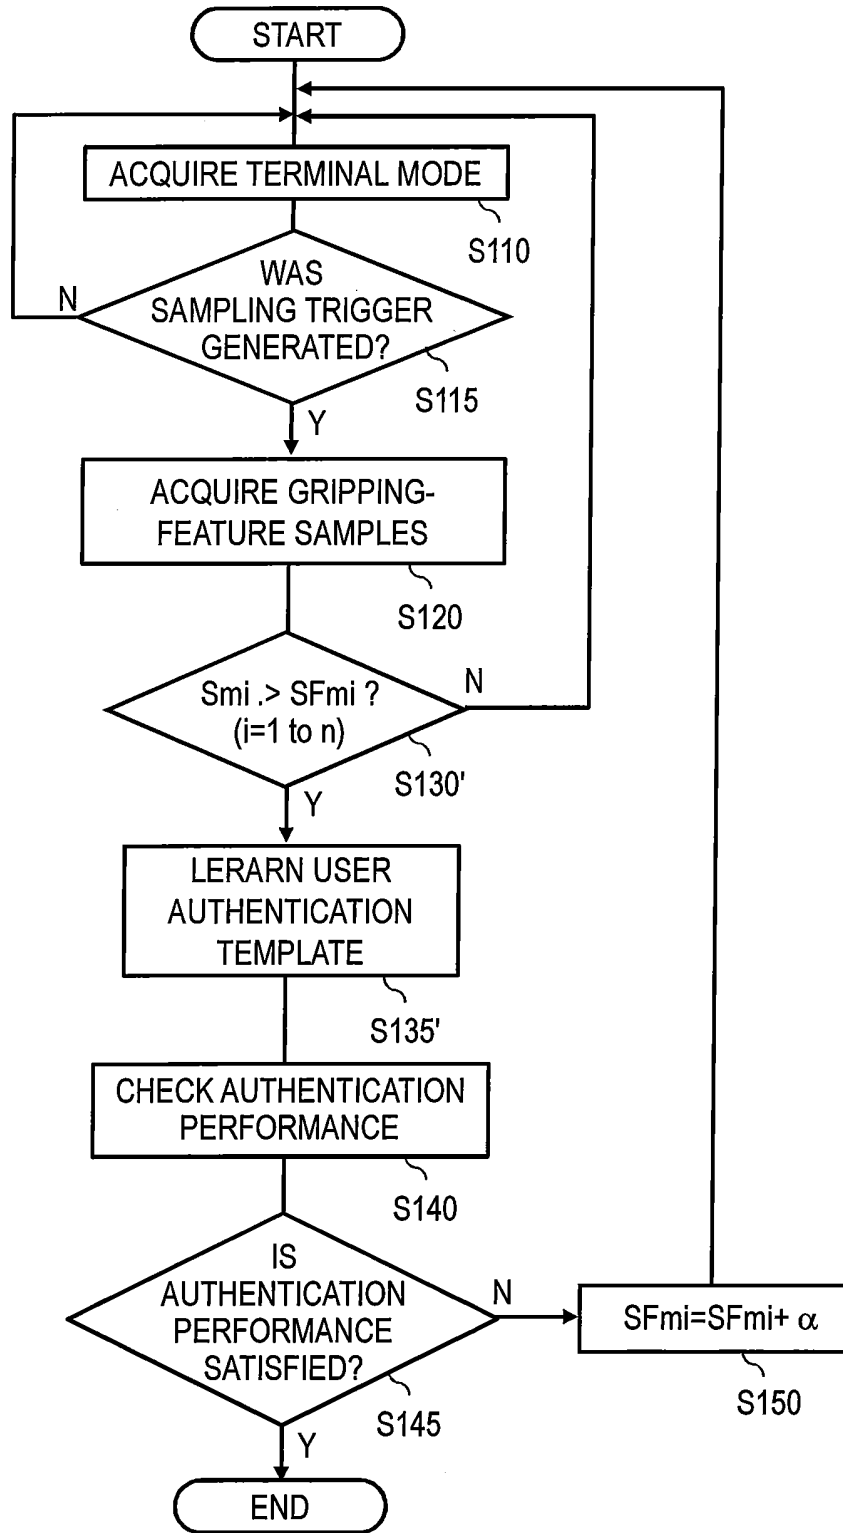 START
ACQUIRE TERMINAL MODE
S110
WAS
SAMPLING TRIGGER
GENERATED?
N
S115
Y
ACQUIRE GRIPPING-
FEATURE SAMPLES
S120
Smi .> SFmi ?
(i=1 to n)
N
S130'
Y
LERARN USER
AUTHENTICATION
TEMPLATE
S135'
CHECK AUTHENTICATION
PERFORMANCE
S140
IS
AUTHENTICATION
PERFORMANCE
SATISFIED?
N
S145
SFmi=SFmi+ α
S150
Y
END